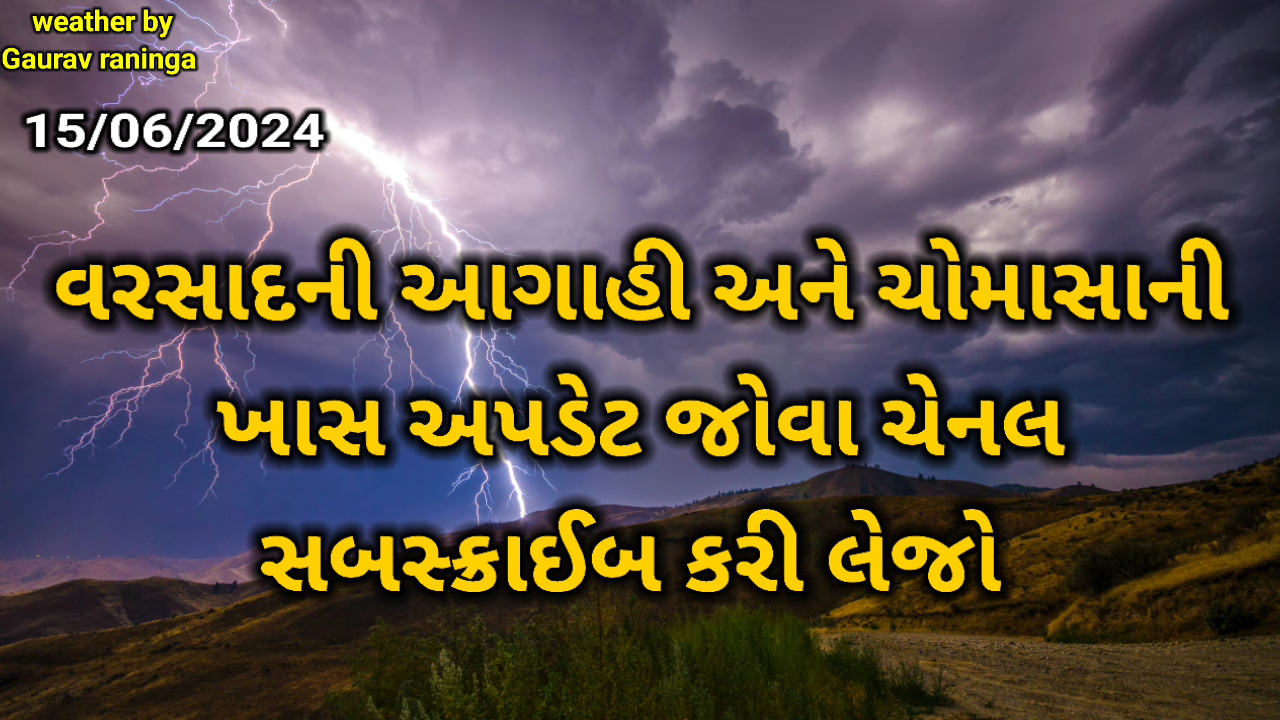 weather by
Gaurav raninga
15/06/2024
વરસાદની આગાહી અને ચોમાસાની
ખાસ અપડેટ જોવા ચેનલ
સબસ્ક્રાઈબ કરી લેજો